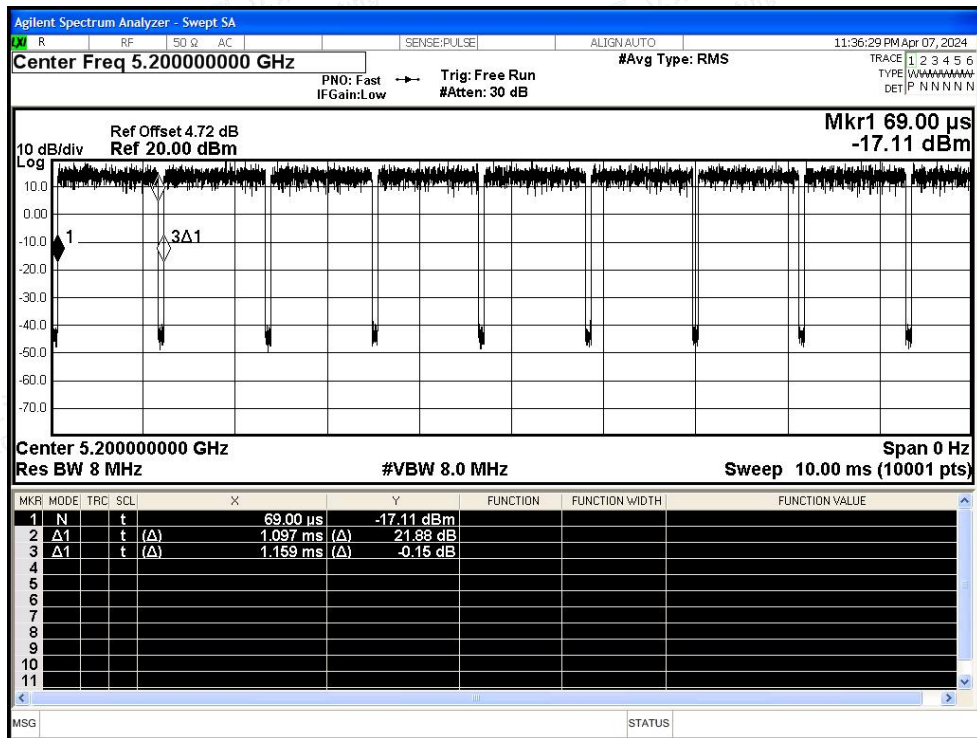 Agilent Spectrum Analyzer - Swept SA
LXI R RF 50 Ω AC SENSE:PULSE ALIGN AUTO 11:36:29 PM Apr 07, 2024
Center Freq 5.200000000 GHz
PNO: Fast
IFGain:Low
Trig: Free Run
#Atten: 30 dB
#Avg Type: RMS
TRACE 1 2 3 4 5 6
TYPE WWWWWW
DET P N N N N N
Mkr1 69.00 µs
-17.11 dBm
Ref Offset 4.72 dB
10 dB/div Ref 20.00 dBm
Log
10.0
0.00
-10.0
-20.0
-30.0
-40.0
-50.0
-60.0
-70.0
1
3Δ1
Center 5.200000000 GHz Span 0 Hz
Res BW 8 MHz #VBW 8.0 MHz Sweep 10.00 ms (10001 pts)
MKR MODE TRC SCL X Y FUNCTION FUNCTION WIDTH FUNCTION VALUE
1 N t 69.00 µs -17.11 dBm
2 Δ1 t (Δ) 1.097 ms (Δ) 21.88 dB
3 Δ1 t (Δ) 1.159 ms (Δ) -0.15 dB
4
5
6
7
8
9
10
11
MSG STATUS